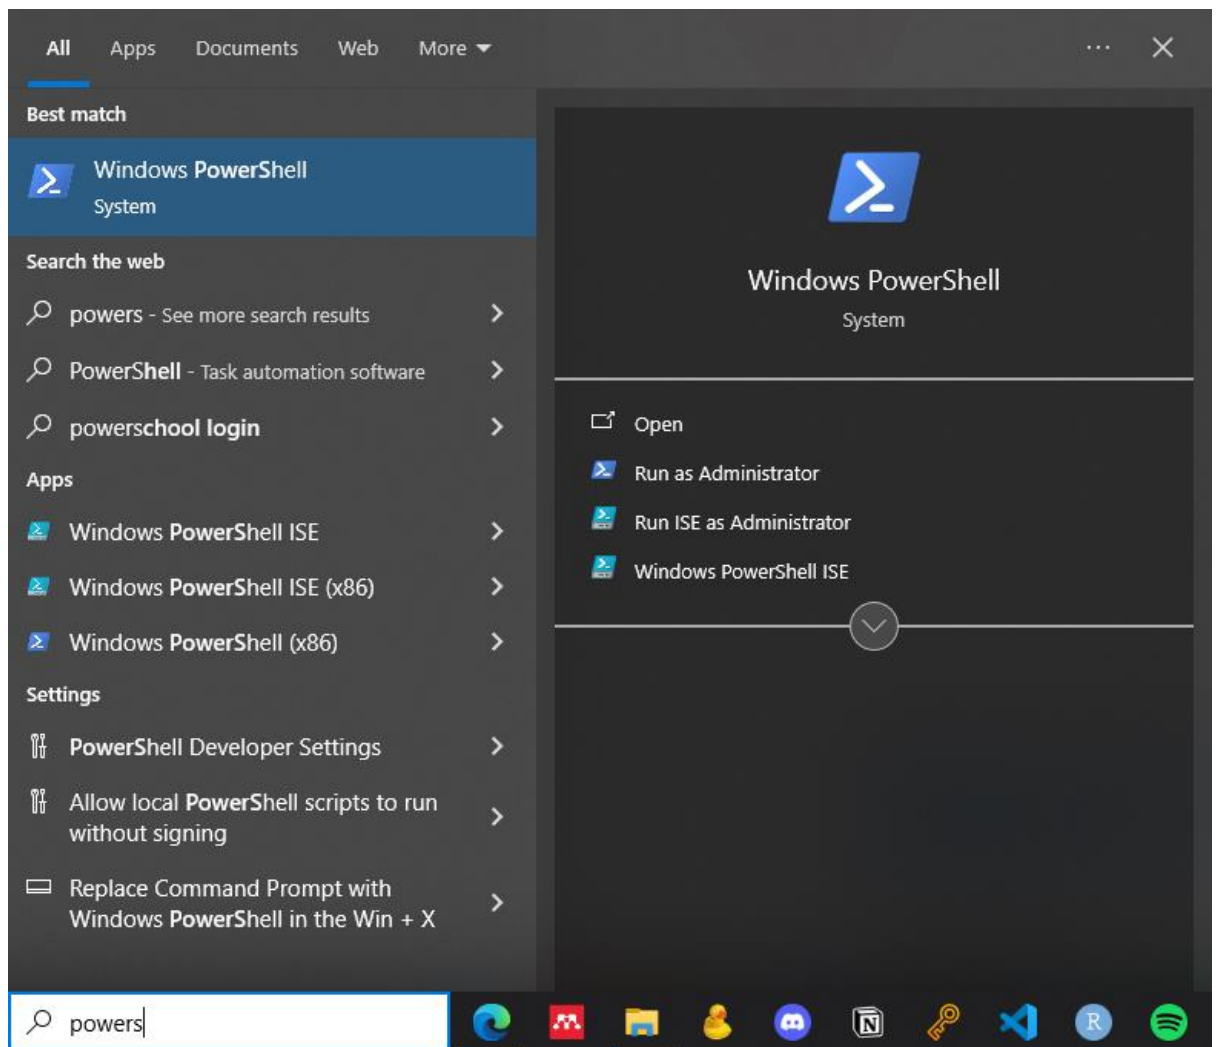 All Apps Documents Web More
Best match
Windows PowerShell
System
Search the web
powers - See more search results
PowerShell - Task automation software
powerschool login
Apps
Windows PowerShell ISE
Windows PowerShell ISE (x86)
Windows PowerShell (x86)
Settings
PowerShell Developer Settings
Allow local PowerShell scripts to run
without signing
Replace Command Prompt with
Windows PowerShell in the Win + X
Windows PowerShell
System
Open
Run as Administrator
Run ISE as Administrator
Windows PowerShell ISE
powers
N
R